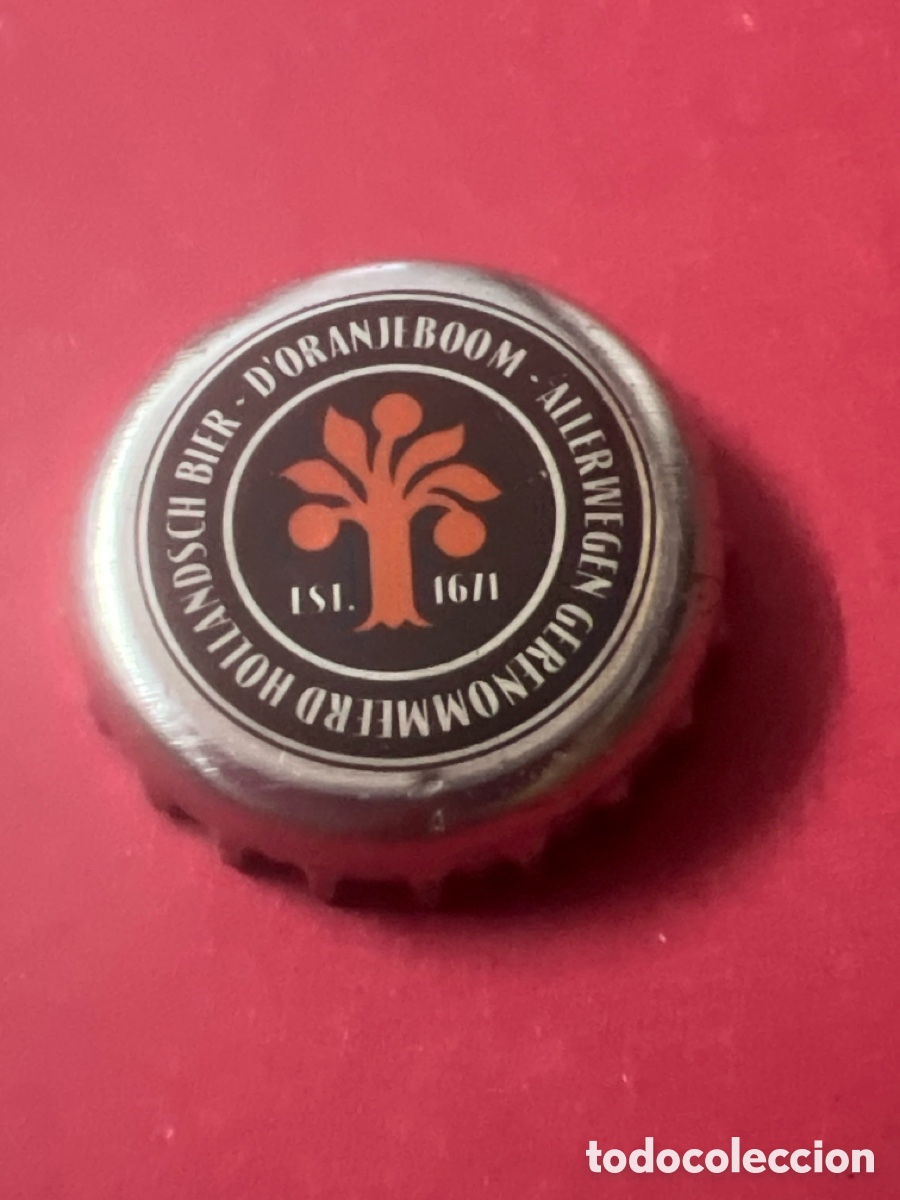 D'ORANJEBOOM - ALLERWEGEN GERENOMMEERD HOLLANDSCH BIER -
EST. 1671
todocoleccion